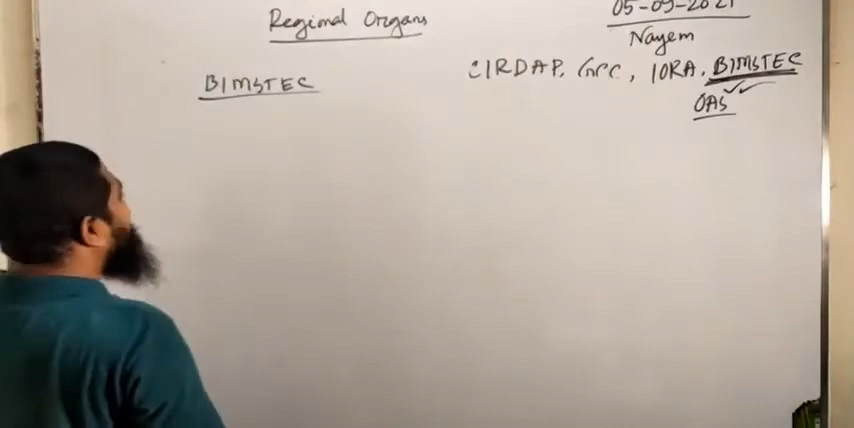 Regional Organs
05-09-2021
Nayem
BIMSTEC
CIRDAP, GCC, IORA, BIMSTEC
OAS